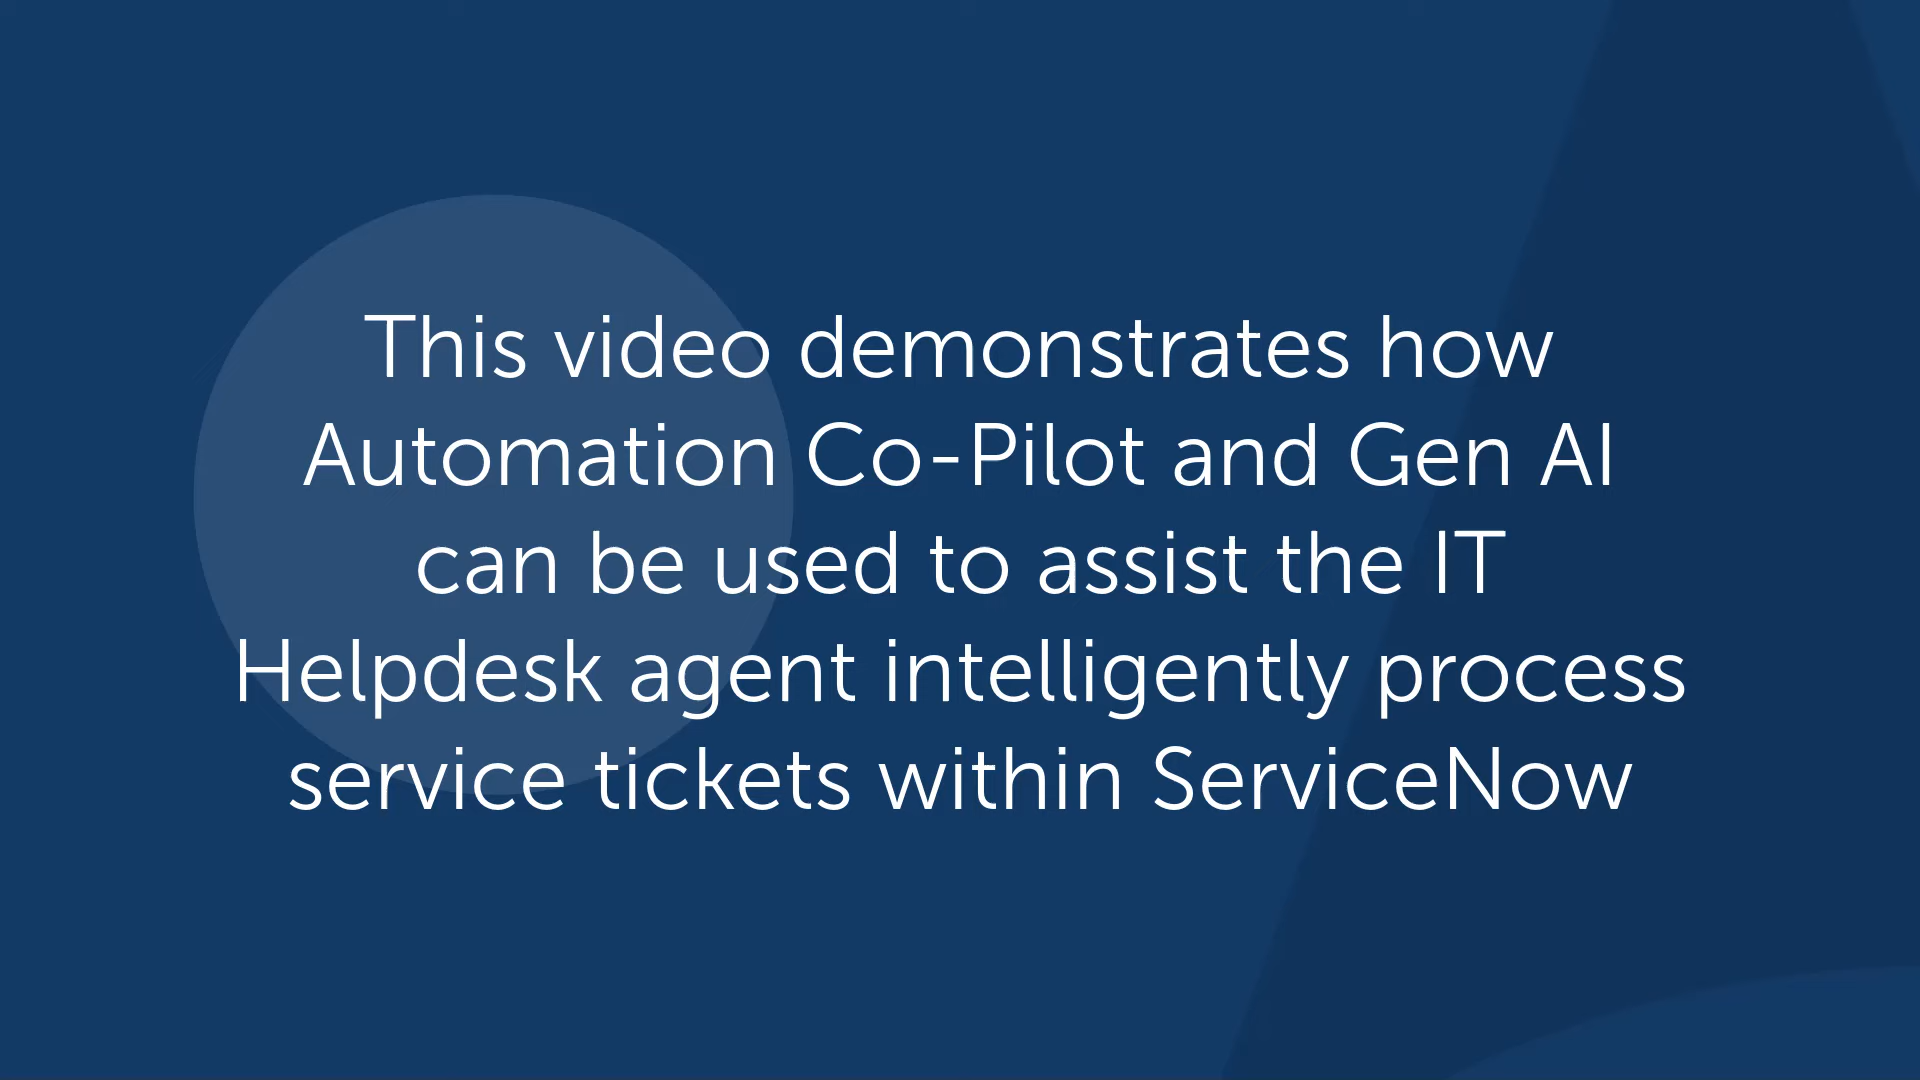 This video demonstrates how
Automation Co-Pilot and Gen AI
can be used to assist the IT
Helpdesk agent intelligently process
service tickets within ServiceNow